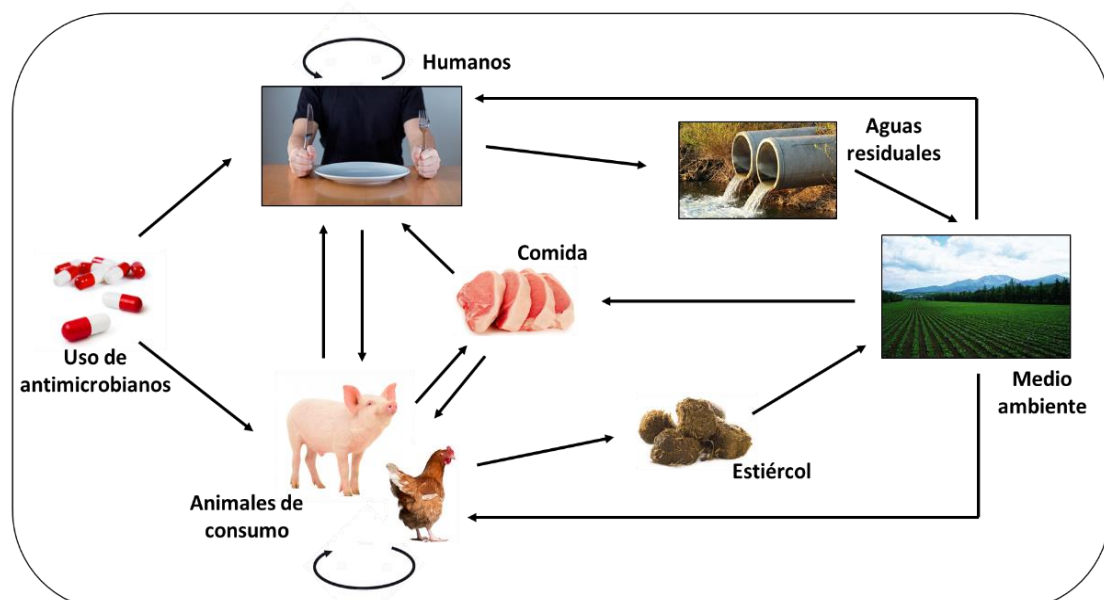 Humanos
Aguas
residuales
Comida
Uso de
antimicrobianos
Medio
ambiente
Estiércol
Animales de
consumo